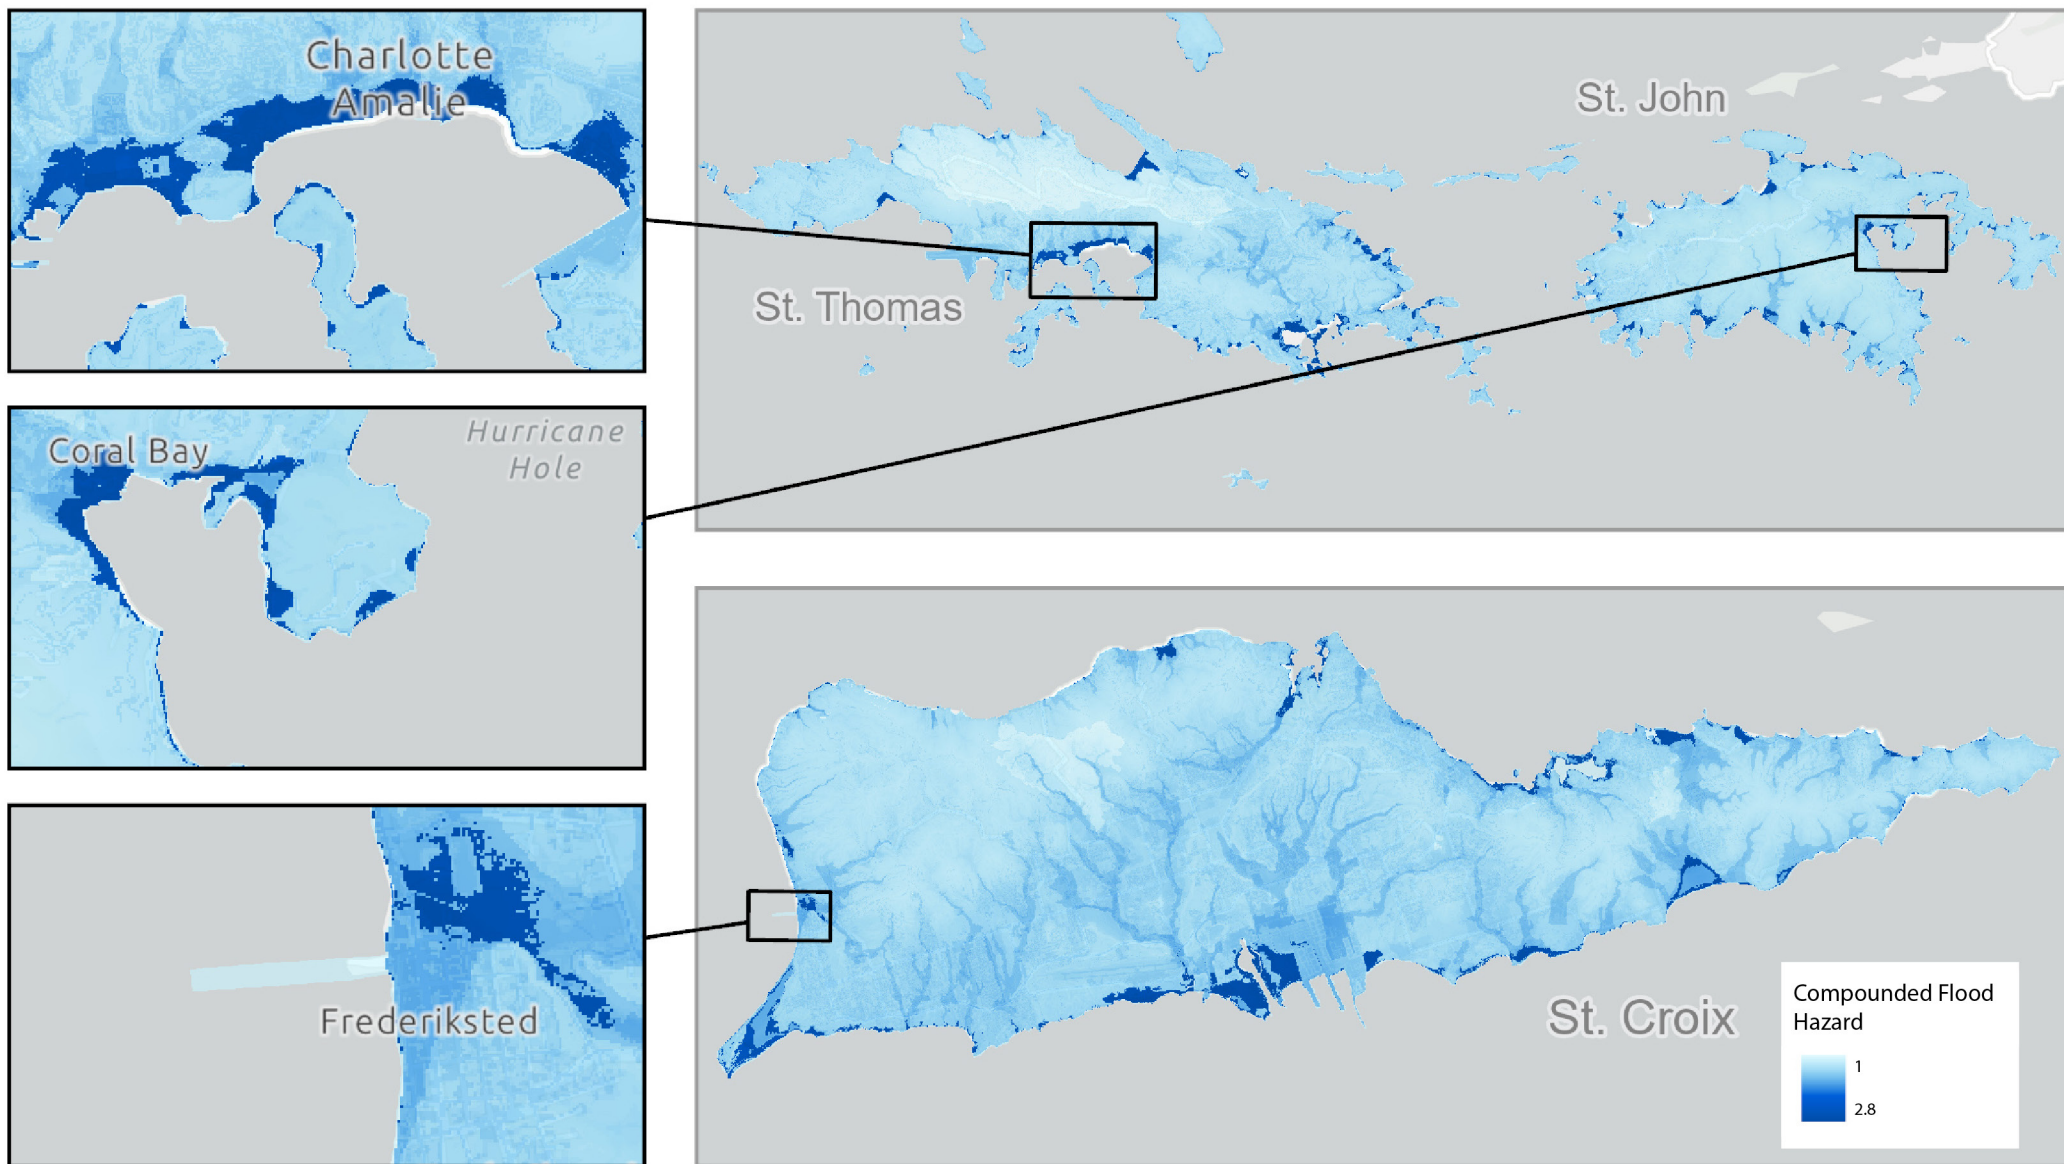 Charlotte
Amalie
Coral Bay
Hurricane
Hole
Frederiksted
St. John
St. Thomas
St. Croix
Compounded Flood
Hazard
1
2.8